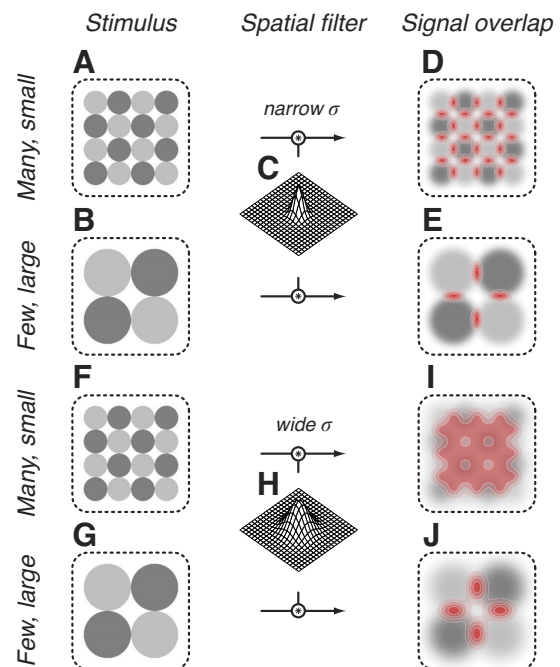 Stimulus Spatial filter Signal overlap
Many, small
A
narrow σ
D
C
Few, large
B
E
Many, small
F
wide σ
I
H
Few, large
G
J